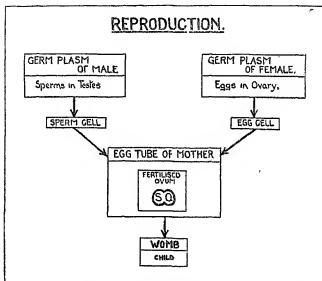 REPRODUCTION.
GERM PLASM
OF MALE
Sperms in Testes
GERM PLASM
OF FEMALE.
Eggs in Ovary.
SPERM CELL
EGG CELL
EGG TUBE OF MOTHER
FERTILISED
OVUM
S O
WOMB
CHILD